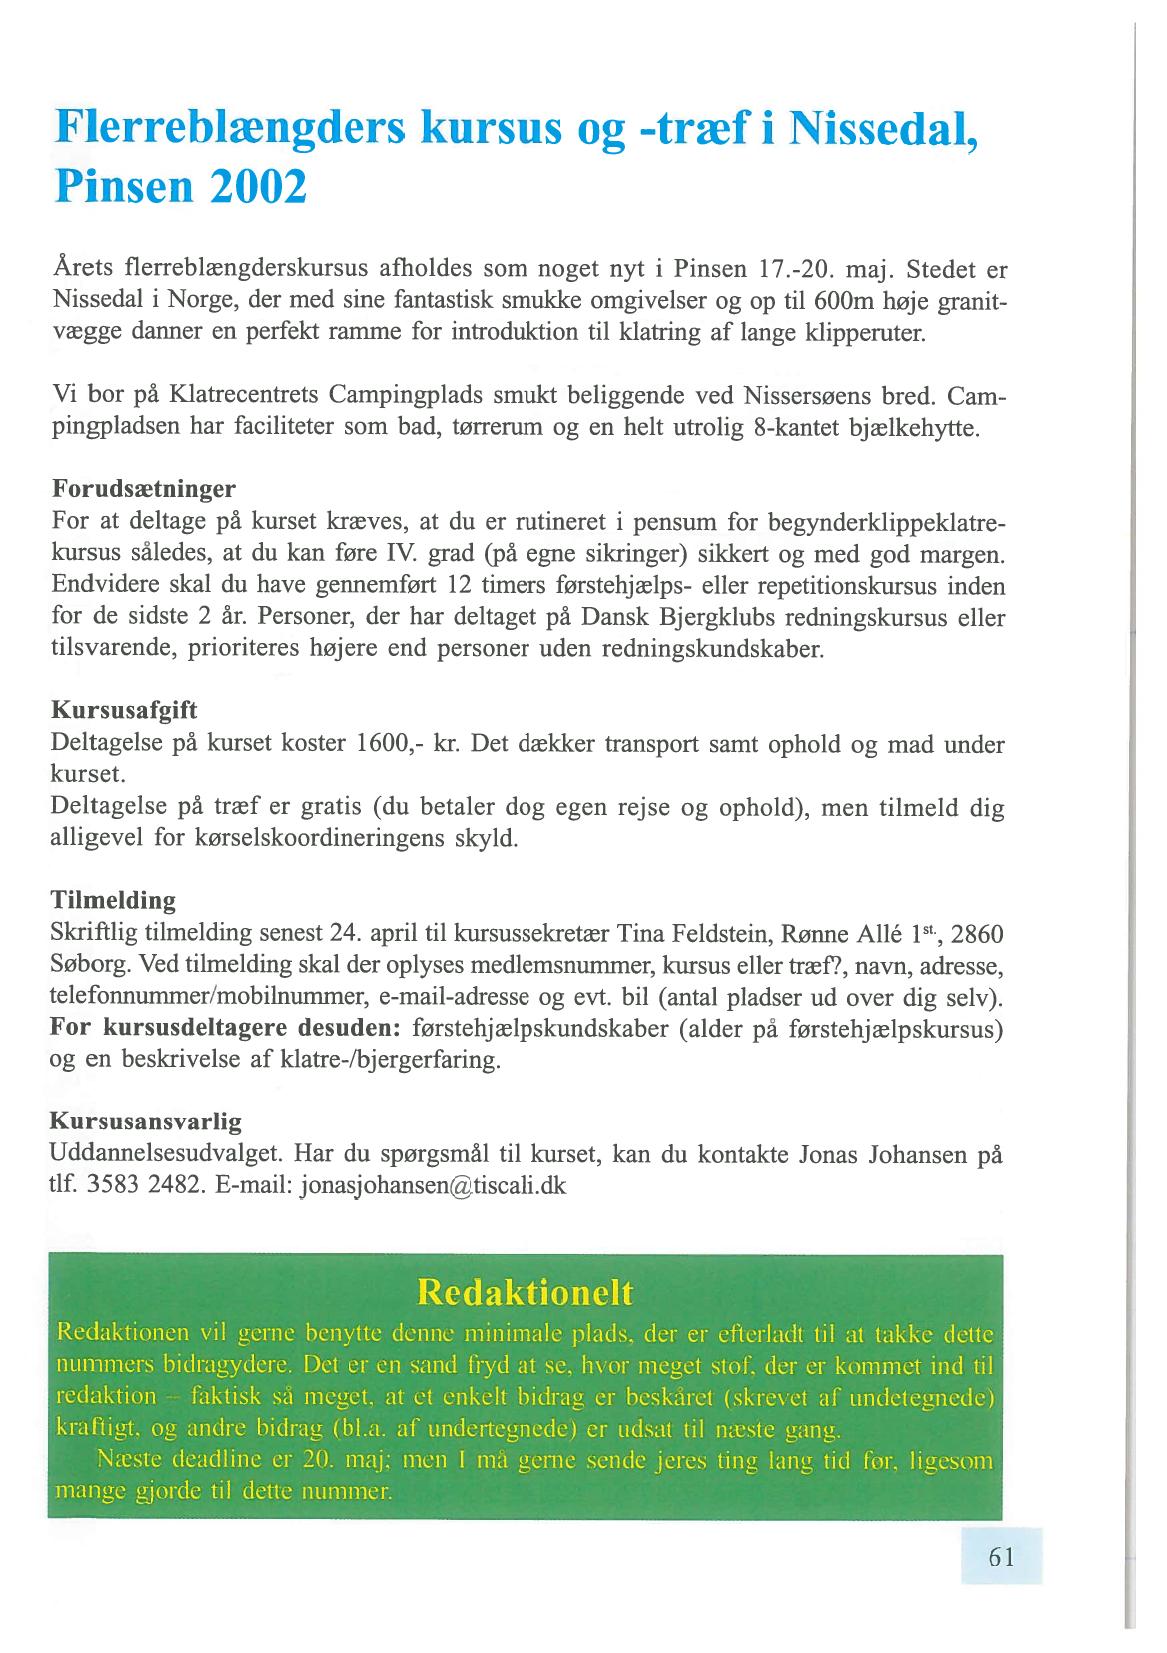 Flerreblængders kursus og -træf i Nissedal,
Pinsen 2002
Årets flerreblængderskursus afholdes som noget nyt i Pinsen 17.-20. maj. Stedet er
Nissedal i Norge, der med sine fantastisk smukke omgivelser og op til 600m høje granit-
vægge danner en perfekt ramme for introduktion til klatring af lange klipperuter.
Vi bor på Klatrecentrets Campingplads smukt beliggende ved Nissersøens bred. Cam-
pingpladsen har faciliteter som bad, tørrerum og en helt utrolig 8-kantet bjælkehytte.
Forudsætninger
For at deltage på kurset kræves, at du er rutineret i pensum for begynderklippeklatre-
kursus således, at du kan føre IV. grad (på egne sikringer) sikkert og med god margen.
Endvidere skal du have gennemført 12 timers førstehjælps- eller repetitionskursus inden
for de sidste 2 år. Personer, der har deltaget på Dansk Bjergklubs redningskursus eller
tilsvarende, prioriteres højere end personer uden redningskundskaber.
Kursusafgift
Deltagelse på kurset koster 1600,- kr. Det dækker transport samt ophold og mad under
kurset.
Deltagelse på træf er gratis (du betaler dog egen rejse og ophold), men tilmeld dig
alligevel for kørselskoordineringens skyld.
Tilmelding
Skriftlig tilmelding senest 24. april til kursussekretær Tina Feldstein, Rønne Allé 1st., 2860
Søborg. Ved tilmelding skal der oplyses medlemsnummer, kursus eller træf?, navn, adresse,
telefonnummer/mobilnummer, e-mail-adresse og evt. bil (antal pladser ud over dig selv).
For kursusdeltagere desuden: førstehjælpskundskaber (alder på førstehjælpskursus)
og en beskrivelse af klatre-/bjergerfaring.
Kursusansvarlig
Uddannelsesudvalget. Har du spørgsmål til kurset, kan du kontakte Jonas Johansen på
tlf. 3583 2482. E-mail: jonasjohansen@tiscali.dk
Redaktionelt
Redaktionen vil gerne benytte denne minimale plads, der er efterladt til at takke dette
nummers bidragydere. Det er en sand fryd at se, hvor meget stof, der er kommet ind til
redaktion – faktisk så meget, at et enkelt bidrag er beskåret (skrevet af undetegnede)
kraftigt, og andre bidrag (bl.a. af undertegnede) er udsat til næste gang.
Næste deadline er 20. maj; men I må gerne sende jeres ting lang tid før, ligesom
mange gjorde til dette nummer.
61